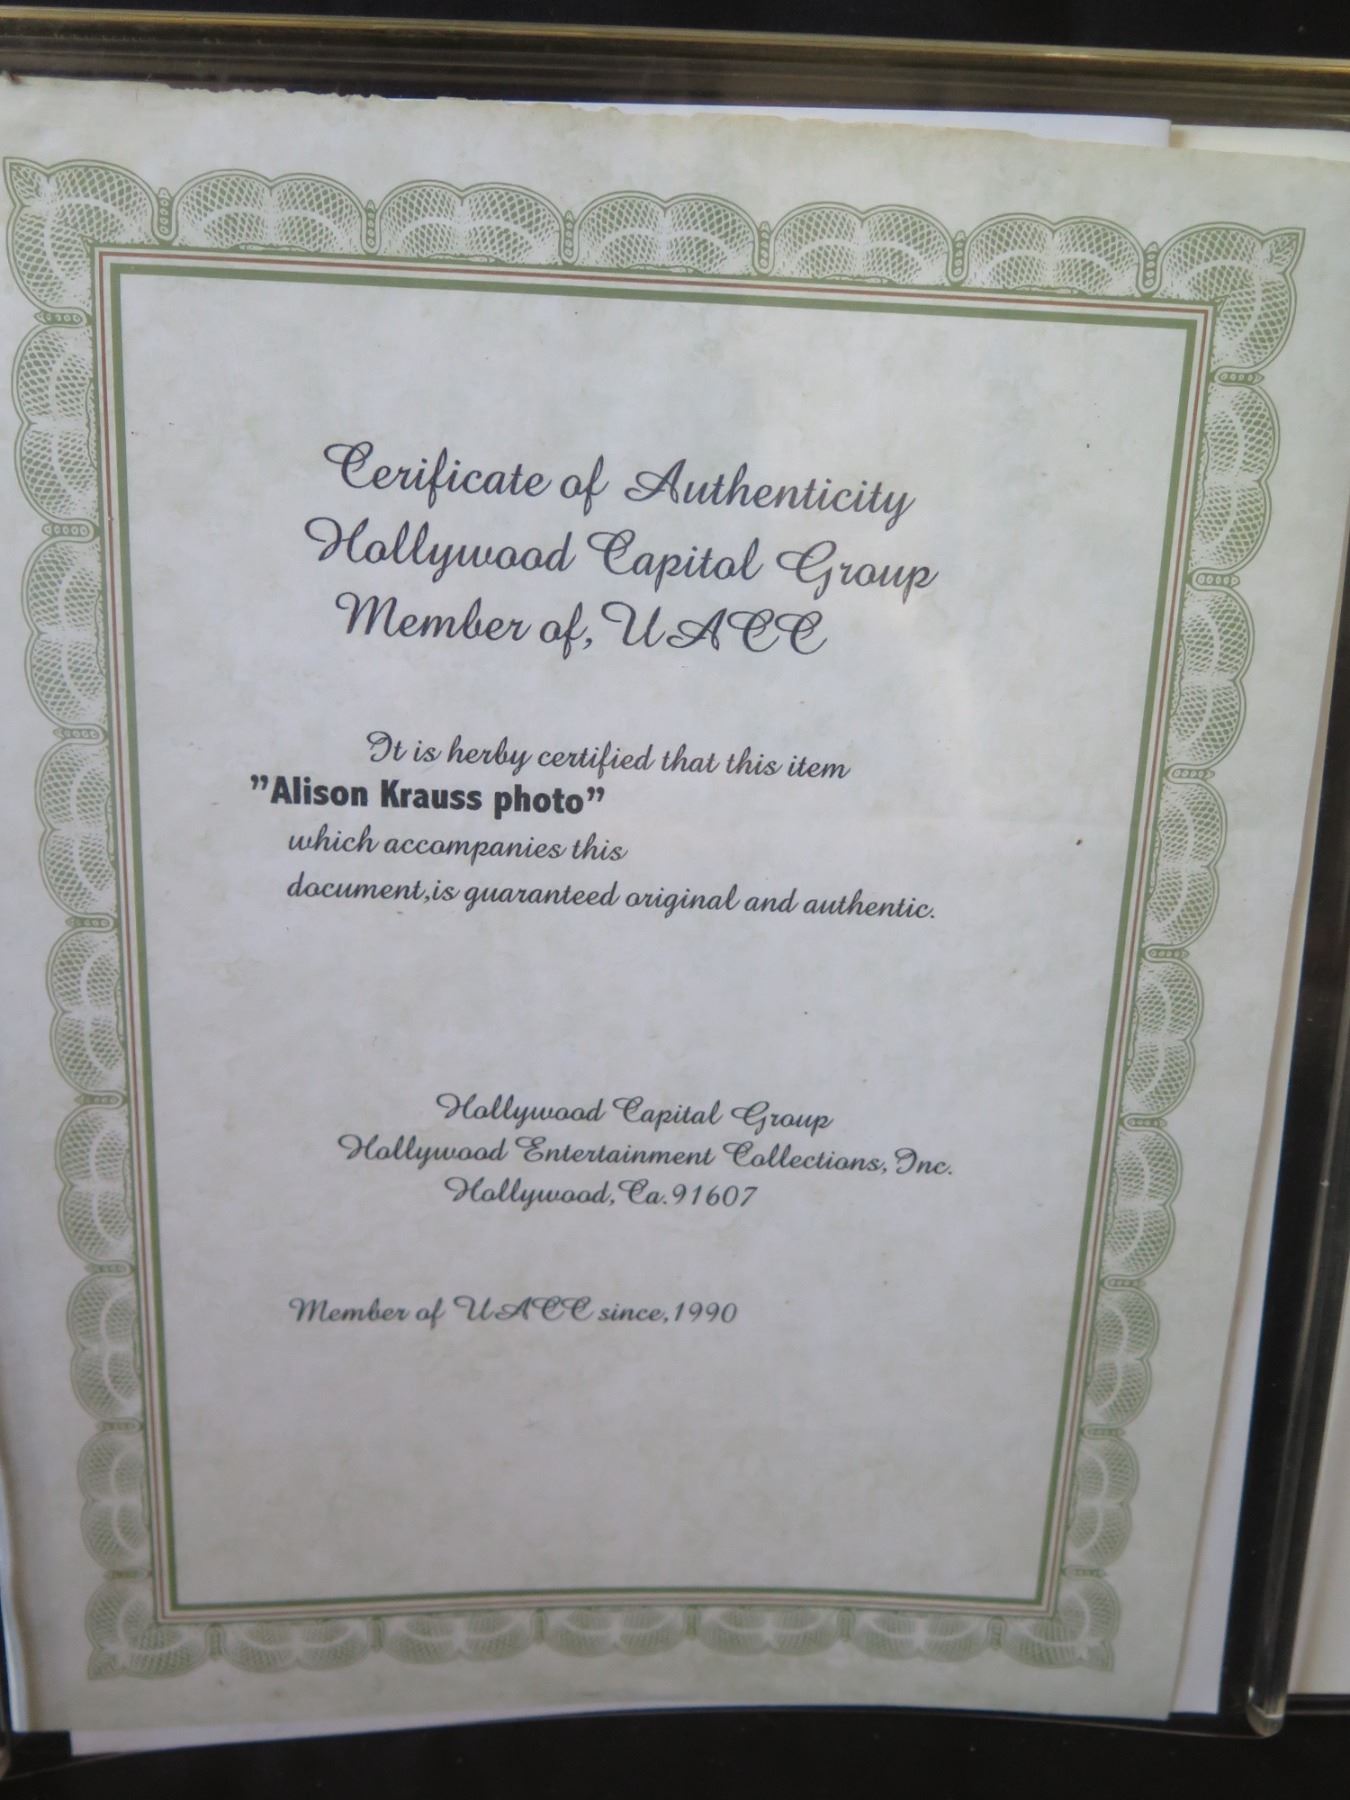 Cerificate of Authenticity
Hollywood Capitol Group
Member of, UACC
It is herby certified that this item
"Alison Krauss photo"
which accompanies this
document,is guaranteed original and authentic.
Hollywood Capital Group
Hollywood Entertainment Collections, Inc.
Hollywood, Ca. 91607
Member of UACC since, 1990